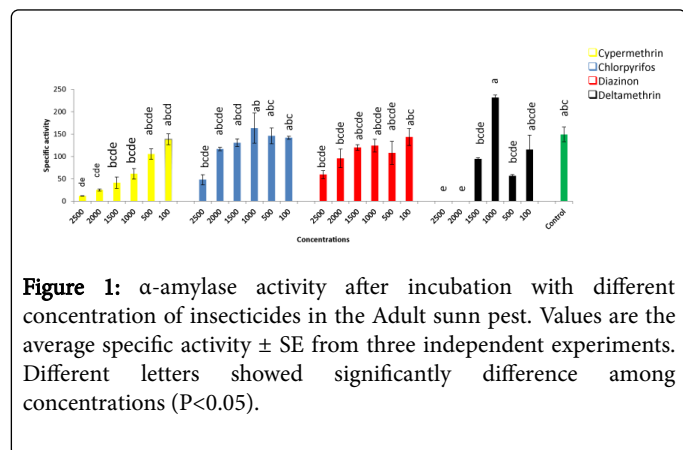 Cypermethrin
Chlorpyrifos
Diazinon
Deltamethrin
Specific activity
250
200
150
100
50
0
de
cde
bcde
bcde
abcde
abcd
bcde
abcde
abcd
ab
abcde
abc
bcde
abcde
abcde
abcde
abcde
abc
e
e
bcde
a
bcde
abcde
abc
2500 2000 1500 1000 500 100 2500 2000 1500 1000 500 100 2500 2000 1500 1000 500 100 2500 2000 1500 1000 500 100 Control
Concentrations
Figure 1: α-amylase activity after incubation with different
concentration of insecticides in the Adult sunn pest. Values are the
average specific activity ± SE from three independent experiments.
Different letters showed significantly difference among
concentrations (P<0.05).